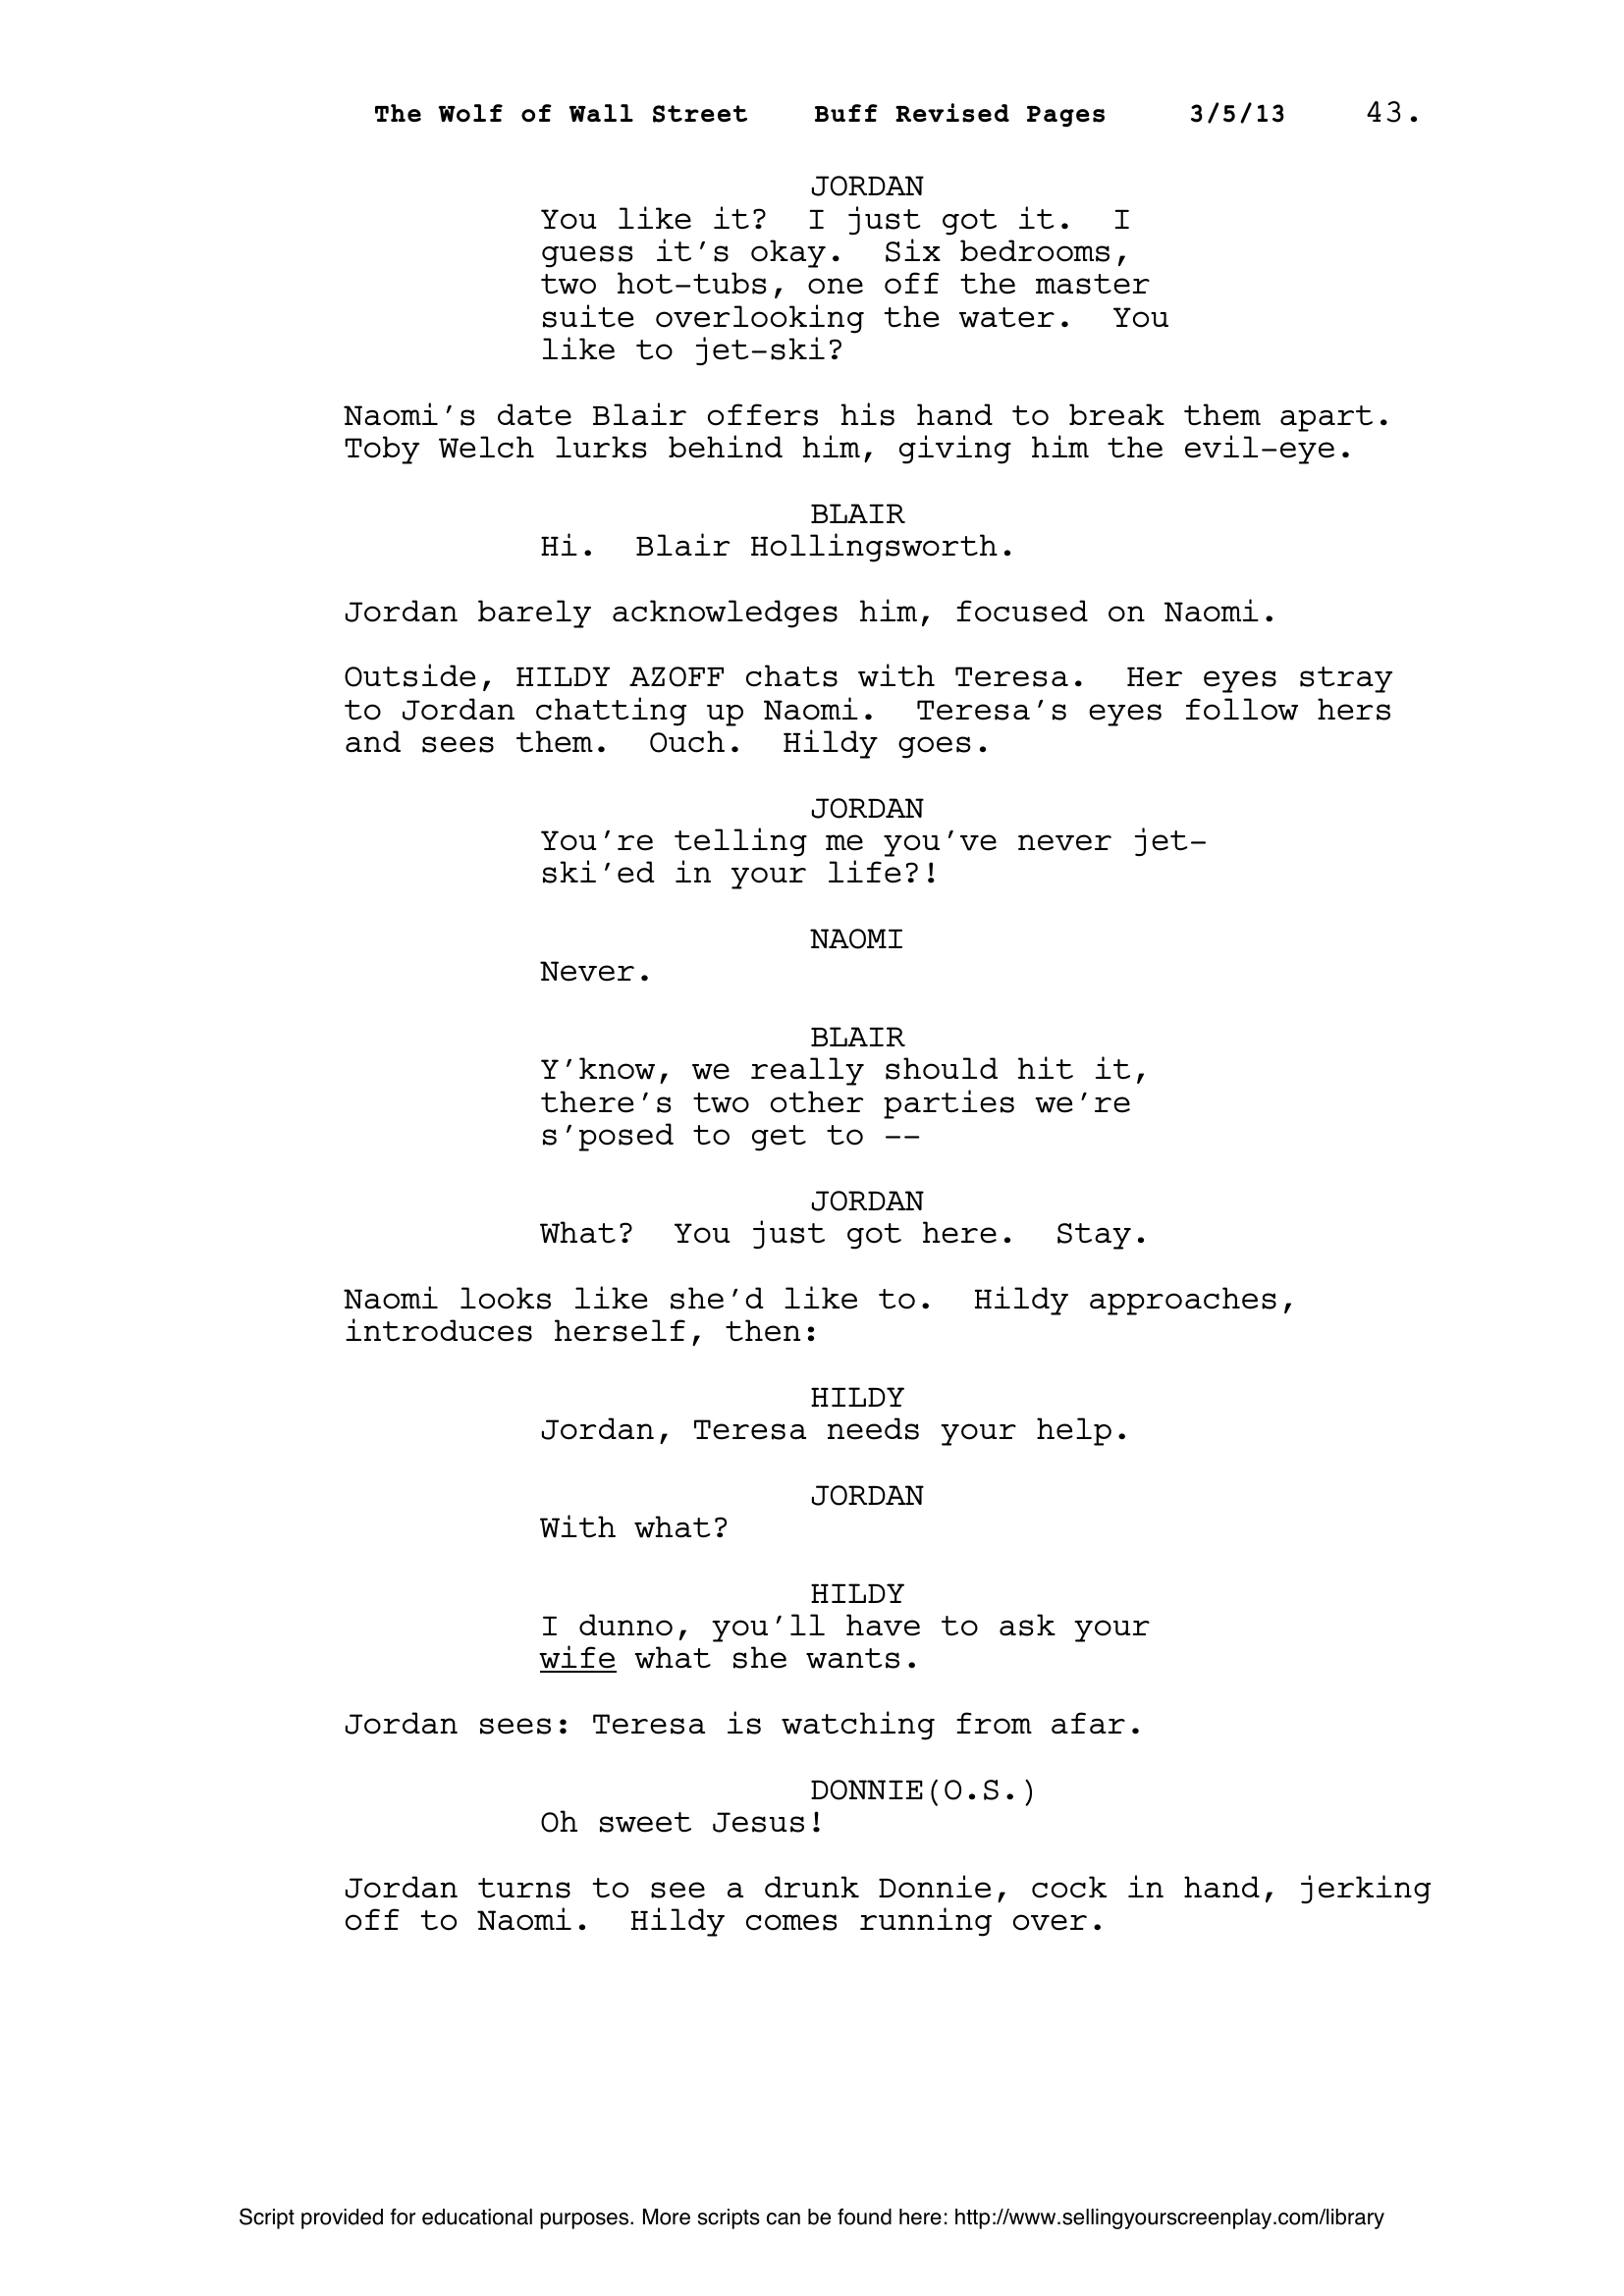 The Wolf of Wall Street Buff Revised Pages 3/5/13 43.
JORDAN
You like it? I just got it. I
guess it's okay. Six bedrooms,
two hot-tubs, one off the master
suite overlooking the water. You
like to jet-ski?
Naomi's date Blair offers his hand to break them apart.
Toby Welch lurks behind him, giving him the evil-eye.
BLAIR
Hi. Blair Hollingsworth.
Jordan barely acknowledges him, focused on Naomi.
Outside, HILDY AZOFF chats with Teresa. Her eyes stray
to Jordan chatting up Naomi. Teresa's eyes follow hers
and sees them. Ouch. Hildy goes.
JORDAN
You're telling me you've never jet-
ski'ed in your life?!
NAOMI
Never.
BLAIR
Y'know, we really should hit it,
there's two other parties we're
s'posed to get to --
JORDAN
What? You just got here. Stay.
Naomi looks like she'd like to. Hildy approaches,
introduces herself, then:
HILDY
Jordan, Teresa needs your help.
JORDAN
With what?
HILDY
I dunno, you'll have to ask your
wife what she wants.
Jordan sees: Teresa is watching from afar.
DONNIE(O.S.)
Oh sweet Jesus!
Jordan turns to see a drunk Donnie, cock in hand, jerking
off to Naomi. Hildy comes running over.
Script provided for educational purposes. More scripts can be found here: http://www.sellingyourscreenplay.com/library